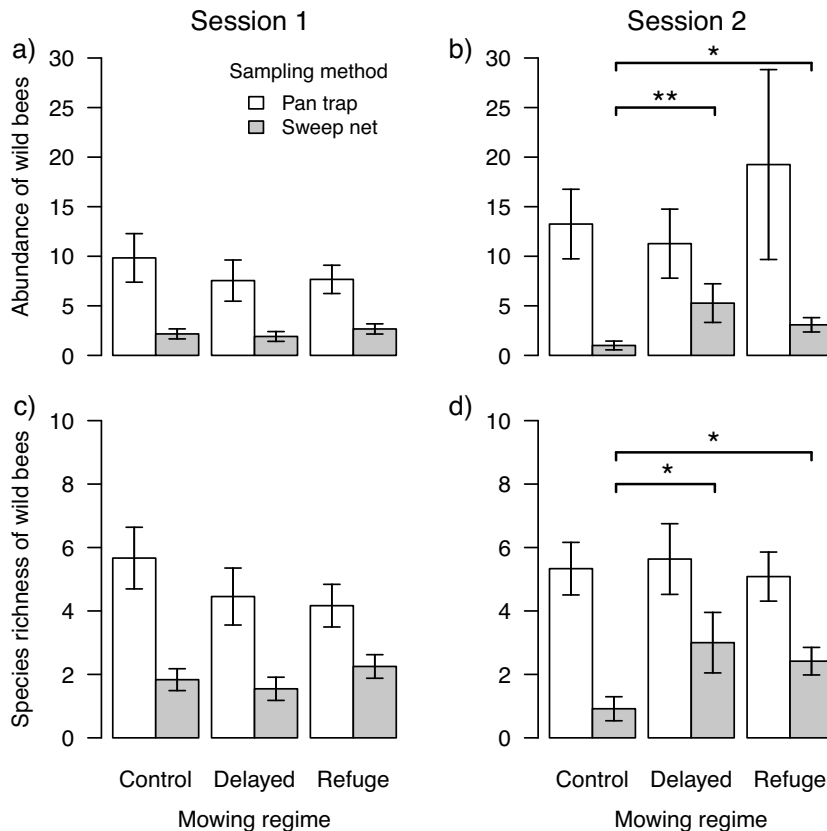 Session 1
Session 2
a)
Abundance of wild bees
30
25
20
15
10
5
0
Sampling method
Pan trap
Sweep net
b)
30
25
20
15
10
5
0
*
**
c)
Species richness of wild bees
10
8
6
4
2
0
Control Delayed Refuge
Mowing regime
d)
10
8
6
4
2
0
*
*
Control Delayed Refuge
Mowing regime